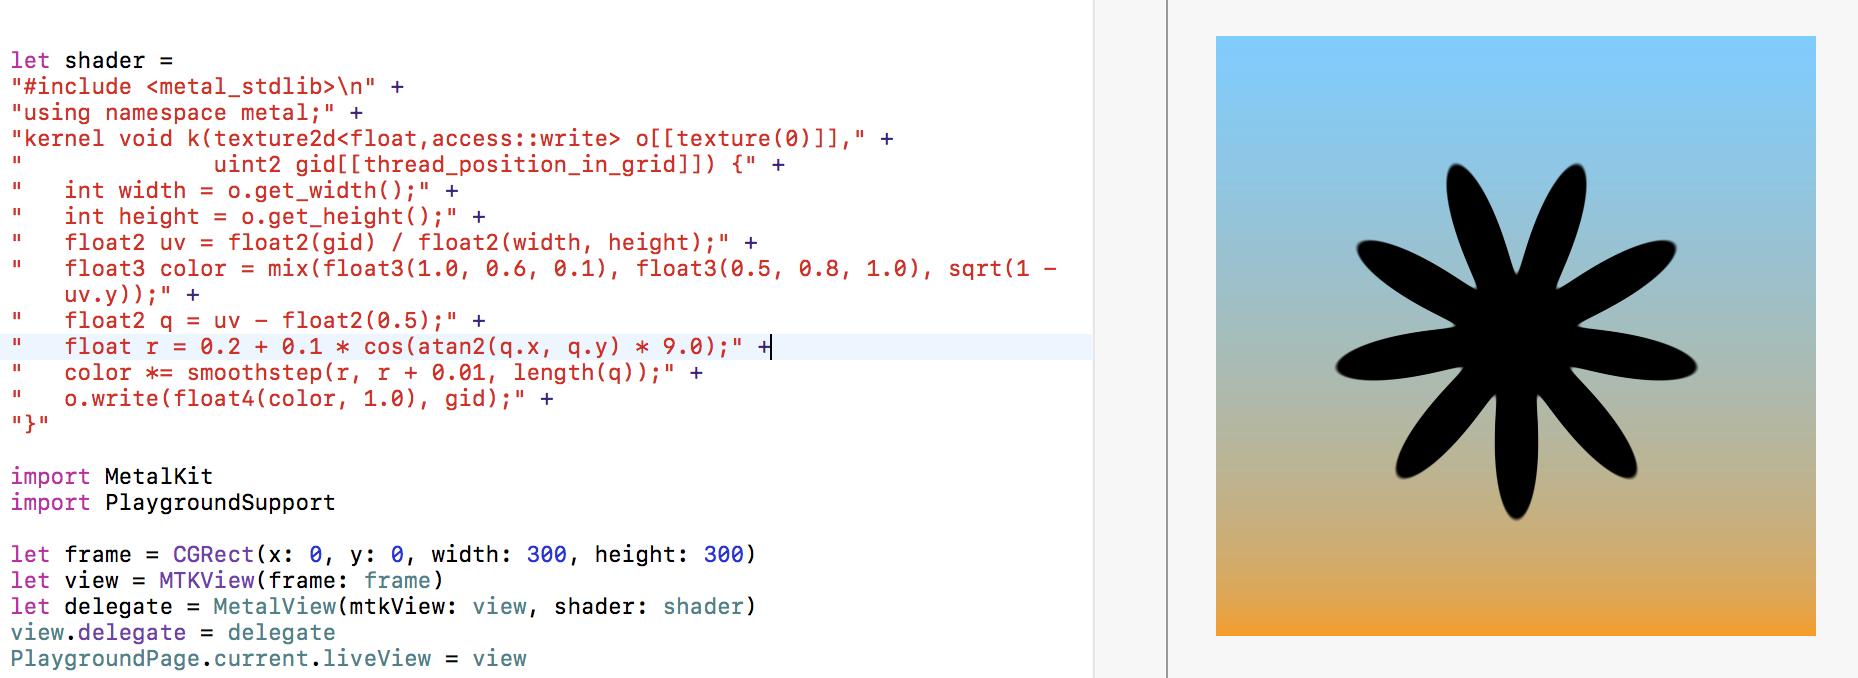 let shader =
"#include <metal_stdlib>\n" +
"using namespace metal;" +
"kernel void k(texture2d<float,access::write> o[[texture(0)]]," +
"              uint2 gid[[thread_position_in_grid]]) {" +
"   int width = o.get_width();" +
"   int height = o.get_height();" +
"   float2 uv = float2(gid) / float2(width, height);" +
"   float3 color = mix(float3(1.0, 0.6, 0.1), float3(0.5, 0.8, 1.0), sqrt(1 -
    uv.y));" +
"   float2 q = uv - float2(0.5);" +
"   float r = 0.2 + 0.1 * cos(atan2(q.x, q.y) * 9.0);" +
"   color *= smoothstep(r, r + 0.01, length(q));" +
"   o.write(float4(color, 1.0), gid);" +
"}"
import MetalKit
import PlaygroundSupport
let frame = CGRect(x: 0, y: 0, width: 300, height: 300)
let view = MTKView(frame: frame)
let delegate = MetalView(mtkView: view, shader: shader)
view.delegate = delegate
PlaygroundPage.current.liveView = view